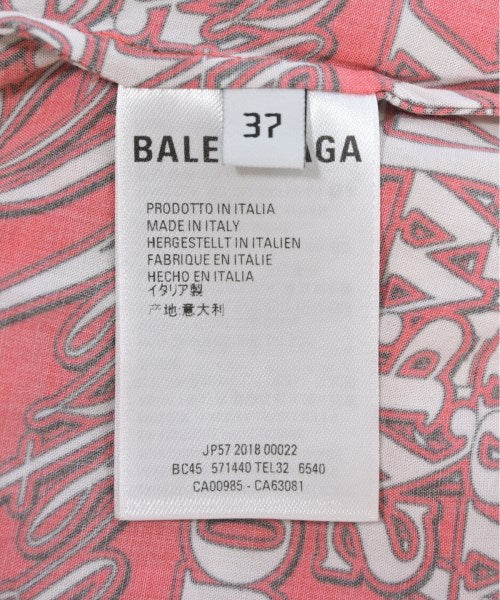 37
BALE AGA
PRODOTTO IN ITALIA
MADE IN ITALY
HERGESTELLT IN ITALIEN
FABRIQUE EN ITALIE
HECHO EN ITALIA
イタリア製
产地:意大利
JP57 2018 00022
BC45 571440 TEL32 6540
CA00985 - CA63081